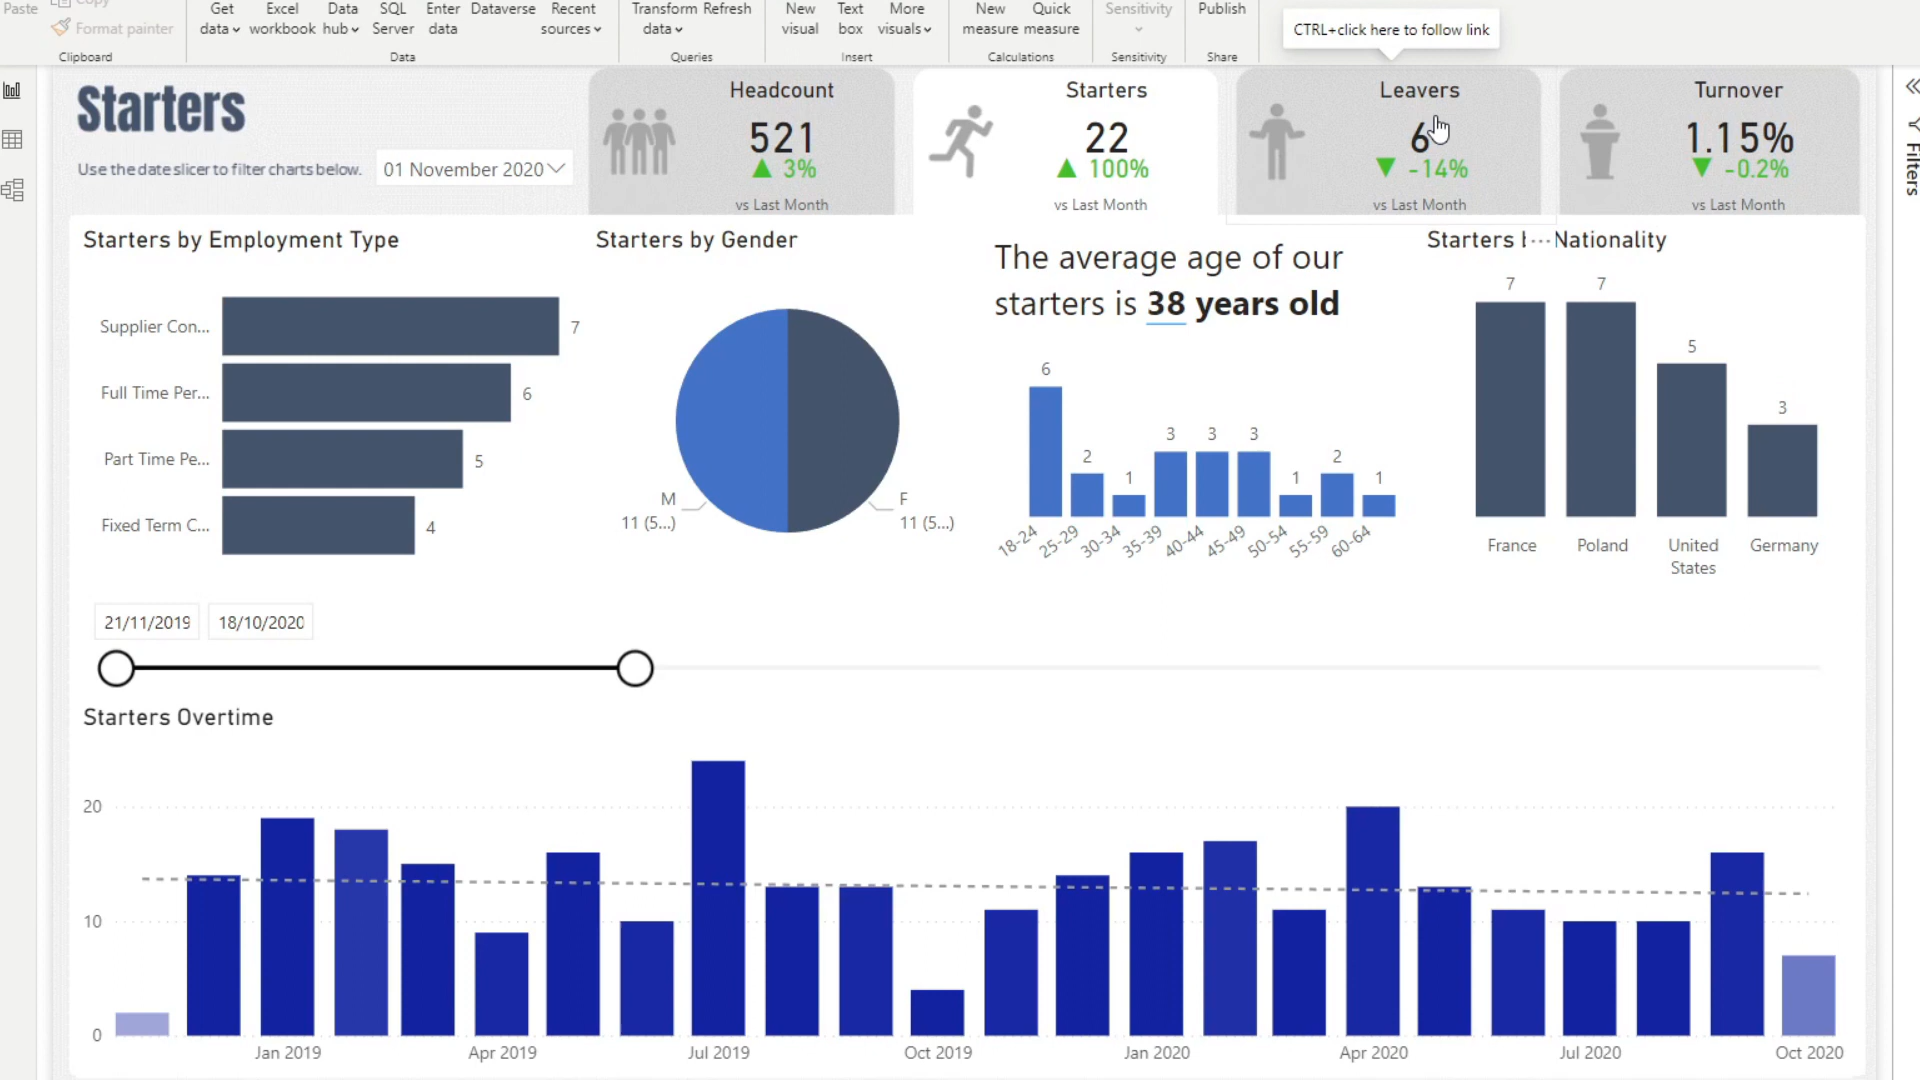 Paste
Copy
Format painter
Clipboard
Get
data
Excel
workbook
Data
hub
SQL
Server
Enter
data
Dataverse
Recent
sources
Data
Transform
data
Refresh
Queries
New
visual
Text
box
More
visuals
Insert
New
measure
Quick
measure
Calculations
Sensitivity
Sensitivity
Publish
Share
CTRL+click here to follow link
Filters
Starters
Use the date slicer to filter charts below.
01 November 2020
Headcount
521
▲ 3%
vs Last Month
Starters
22
▲ 100%
vs Last Month
Leavers
6
▼ -14%
vs Last Month
Turnover
1.15%
▼ -0.2%
vs Last Month
Starters by Employment Type
Supplier Con...
7
Full Time Per...
6
Part Time Pe...
5
Fixed Term C...
4
Starters by Gender
M
11 (5...)
F
11 (5...)
The average age of our
starters is 38 years old
6 2 1 3 3 3 1 2 1
18-24 25-29 30-34 35-39 40-44 45-49 50-54 55-59 60-64
Starters ··· Nationality
7 7 5 3
France Poland United States Germany
21/11/2019 18/10/2020
Starters Overtime
20
10
0
Jan 2019 Apr 2019 Jul 2019 Oct 2019 Jan 2020 Apr 2020 Jul 2020 Oct 2020